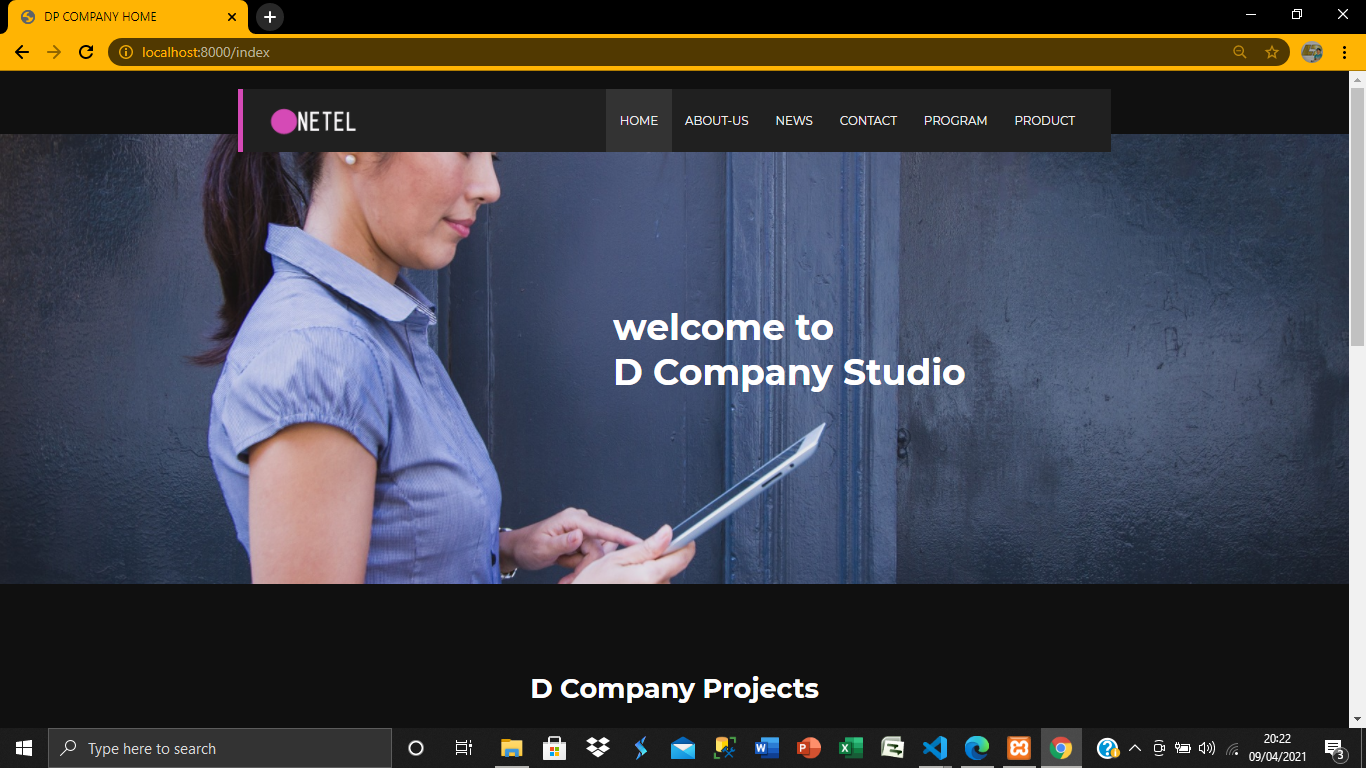 DP COMPANY HOME
localhost:8000/index
NETEL
HOME ABOUT-US NEWS CONTACT PROGRAM PRODUCT
welcome to
D Company Studio
D Company Projects
Type here to search
20:22
09/04/2021
3